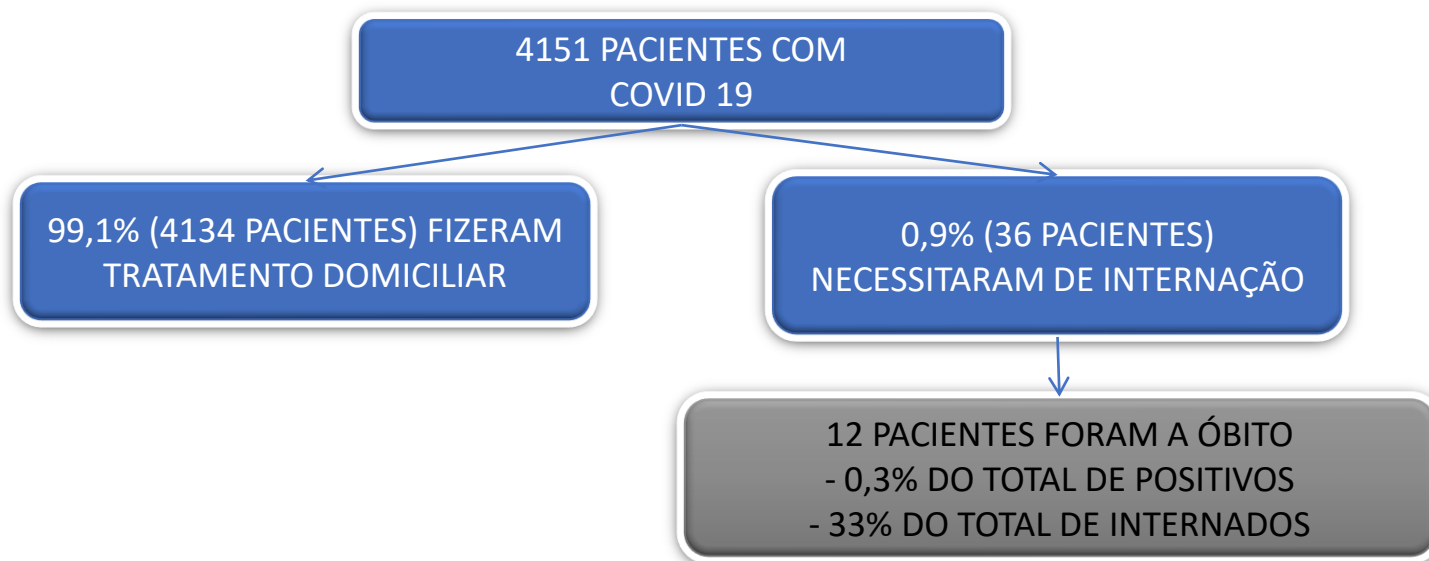 4151 PACIENTES COM
COVID 19
99,1% (4134 PACIENTES) FIZERAM
TRATAMENTO DOMICILIAR
0,9% (36 PACIENTES)
NECESSITARAM DE INTERNAÇÃO
12 PACIENTES FORAM A ÓBITO
- 0,3% DO TOTAL DE POSITIVOS
- 33% DO TOTAL DE INTERNADOS